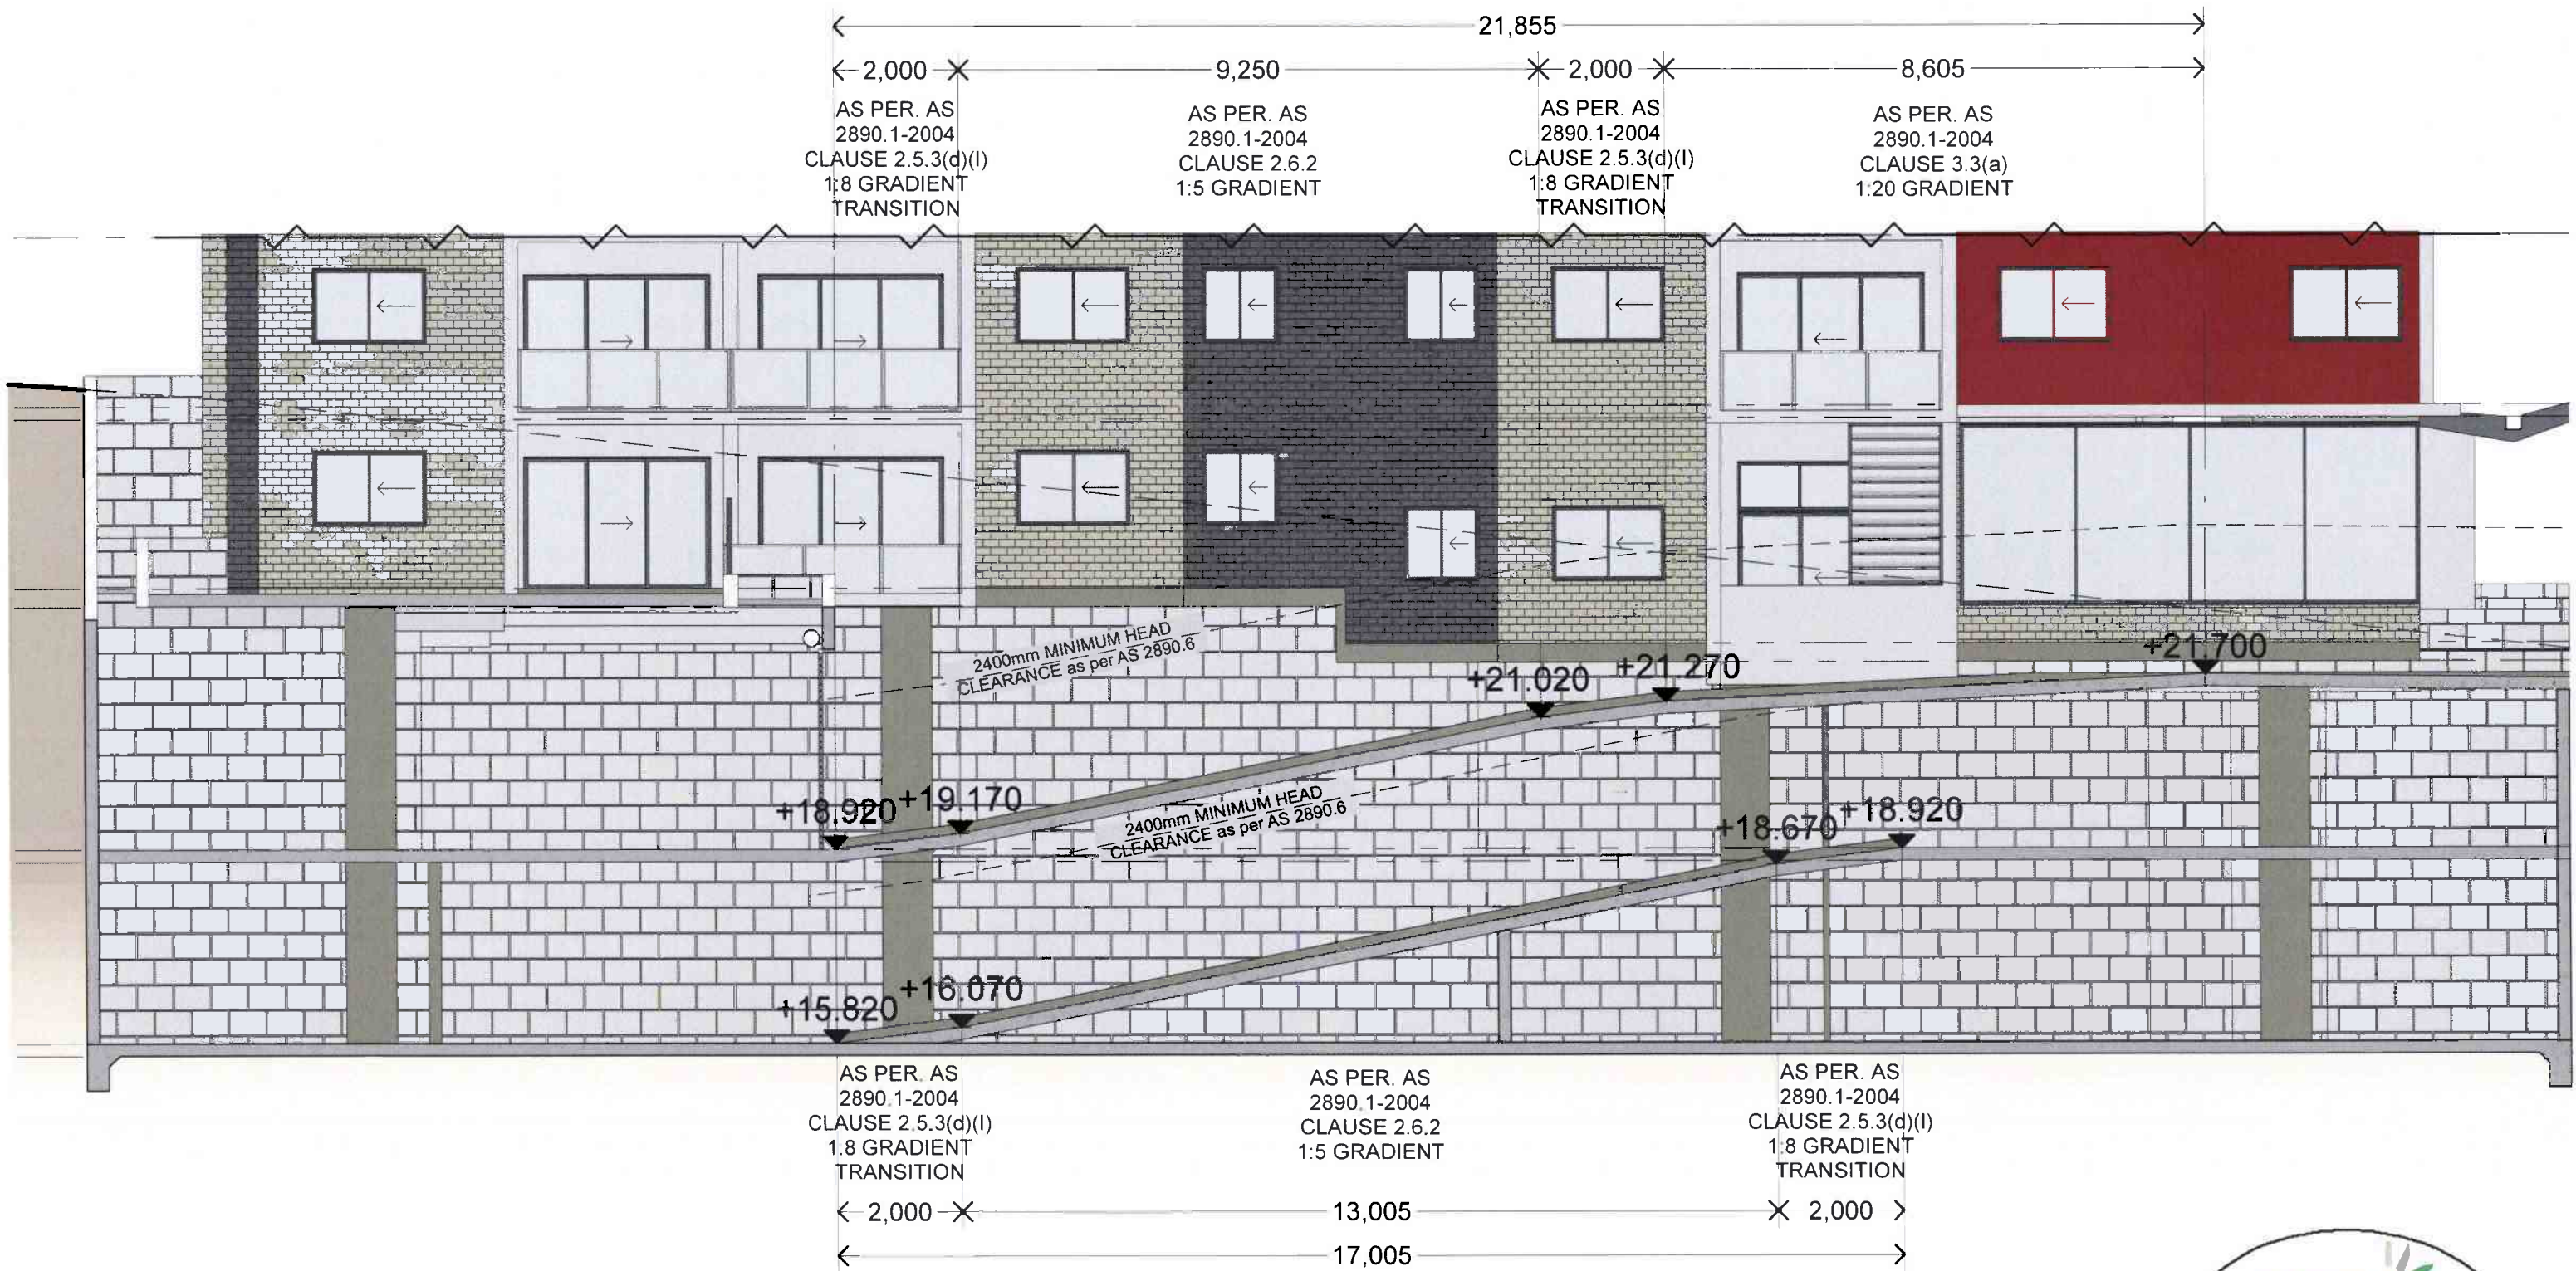 21,855
2,000
9,250
2,000
8,605
AS PER. AS
2890.1-2004
CLAUSE 2.5.3(d)(I)
1:8 GRADIENT
TRANSITION
AS PER. AS
2890.1-2004
CLAUSE 2.6.2
1:5 GRADIENT
AS PER. AS
2890.1-2004
CLAUSE 2.5.3(d)(I)
1:8 GRADIENT
TRANSITION
AS PER. AS
2890.1-2004
CLAUSE 3.3(a)
1:20 GRADIENT
2400mm MINIMUM HEAD
CLEARANCE as per AS 2890.6
+21.020
+21.270
+21.700
+18.920
+19.170
2400mm MINIMUM HEAD
CLEARANCE as per AS 2890.6
+18.670
+18.920
+15.820
+16.070
AS PER. AS
2890.1-2004
CLAUSE 2.5.3(d)(I)
1:8 GRADIENT
TRANSITION
AS PER. AS
2890.1-2004
CLAUSE 2.6.2
1:5 GRADIENT
AS PER. AS
2890.1-2004
CLAUSE 2.5.3(d)(I)
1:8 GRADIENT
TRANSITION
2,000
13,005
2,000
17,005